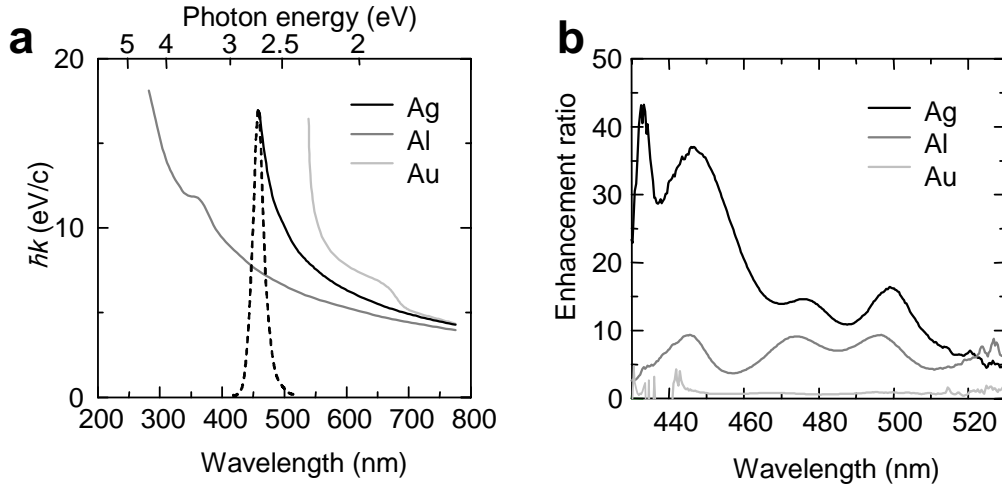 a
Photon energy (eV)
5 4 3 2.5 2
20
10
0
ħk (eV/c)
Ag
Al
Au
200 300 400 500 600 700 800
Wavelength (nm)
b
50
40
30
20
10
0
Enhancement ratio
Ag
Al
Au
440 460 480 500 520
Wavelength (nm)